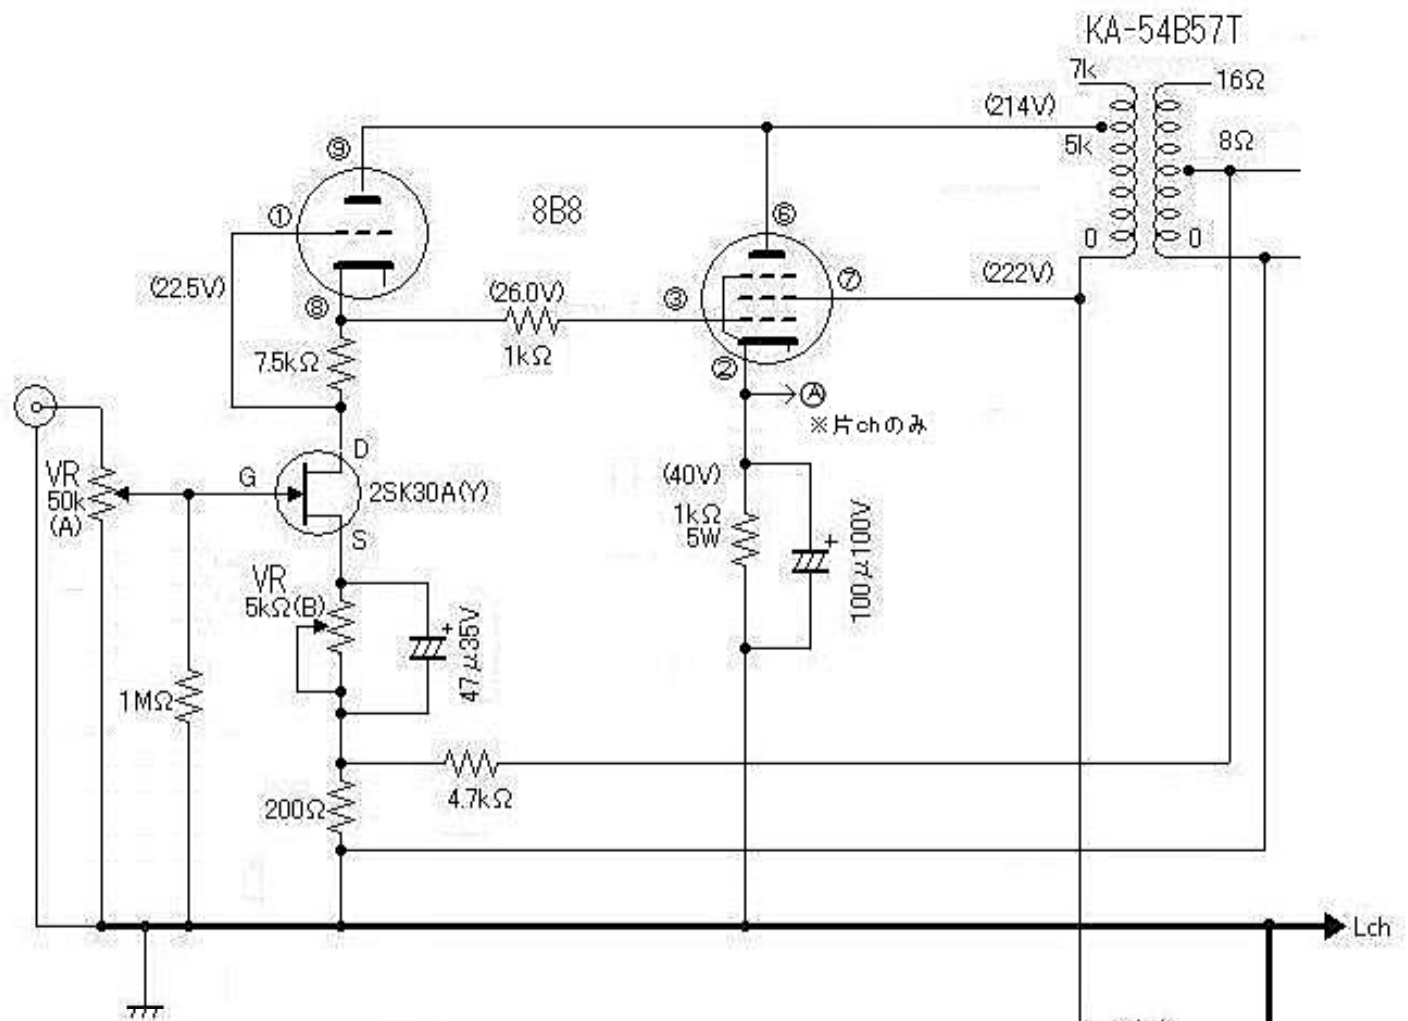 KA-54B57T
7k
16Ω
(214V)
5k
8Ω
⑨
①
8B8
⑥
0
0
(22.5V)
(26.0V)
③
⑦
(222V)
⑧
7.5kΩ
1kΩ
②
Ⓐ
※片chのみ
D
VR
50k
(A)
G
2SK30A(Y)
(40V)
1kΩ
5W
100μ100V
S
VR
5kΩ(B)
+
47μ35V
+
1MΩ
200Ω
4.7kΩ
Lch